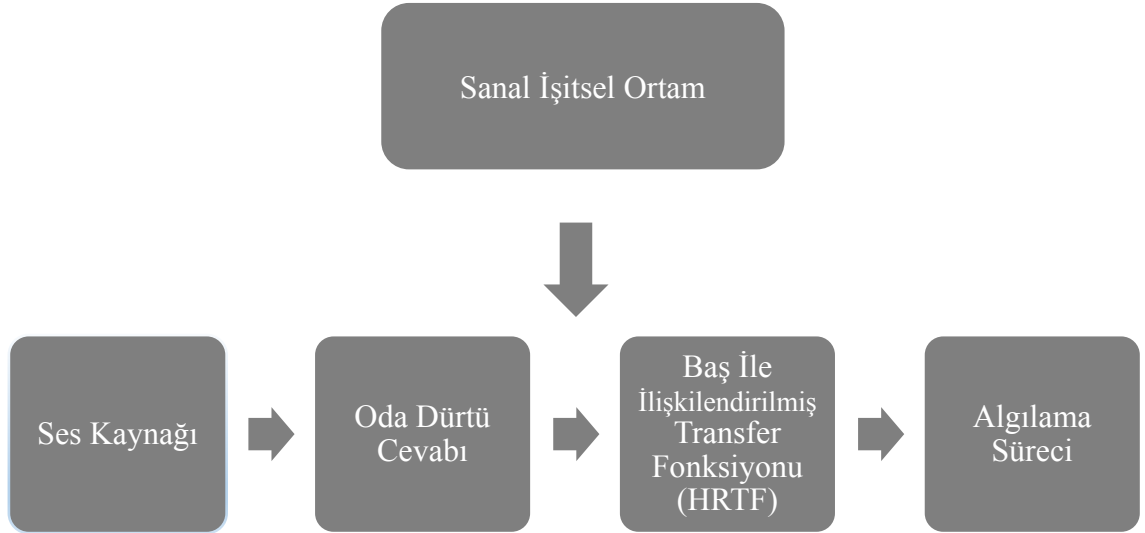 Sanal İşitsel Ortam
Ses Kaynağı
Oda Dürtü
Cevabı
Baş İle
İlişkilendirilmiş
Transfer
Fonksiyonu
(HRTF)
Algılama
Süreci